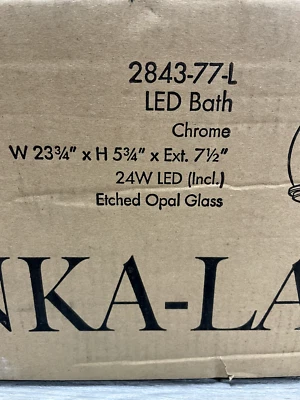 2843-77-L
LED Bath
Chrome
W 23¾" x H 5¾" x Ext. 7½"
24W LED (Incl.)
Etched Opal Glass
NKA-LA